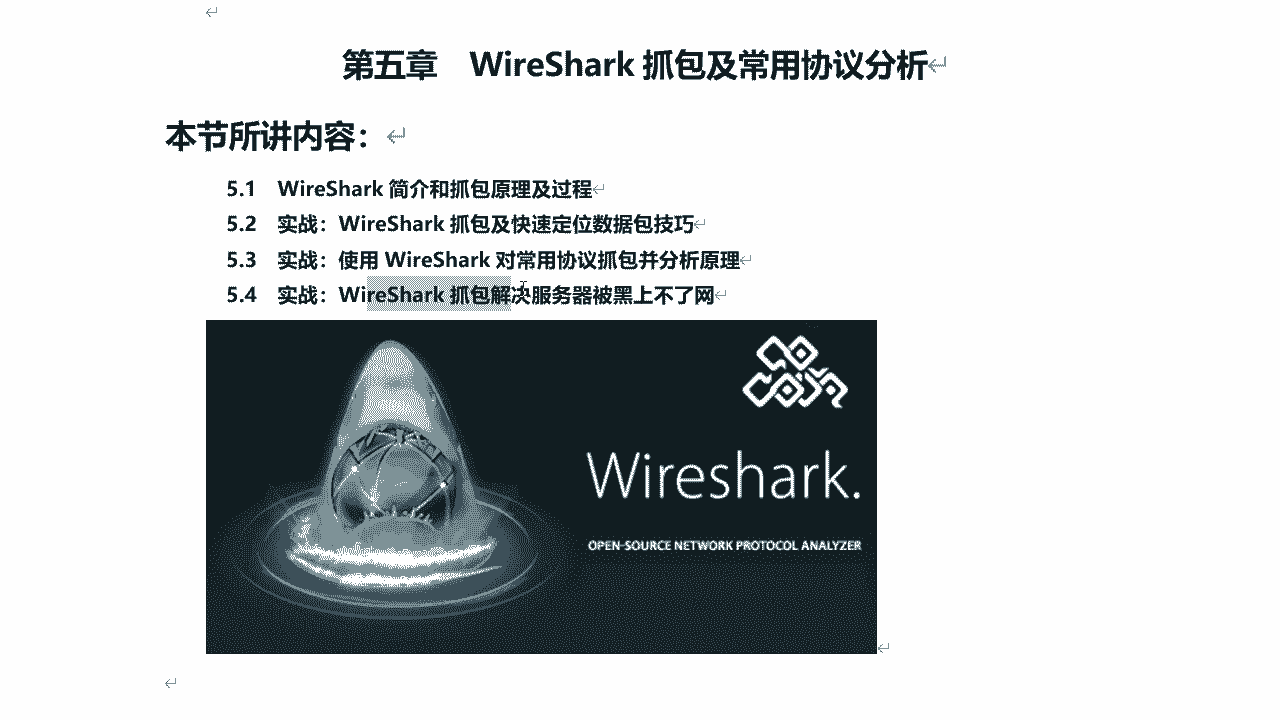 第五章 WireShark 抓包及常用协议分析
本节所讲内容：
5.1 WireShark 简介和抓包原理及过程
5.2 实战：WireShark 抓包及快速定位数据包技巧
5.3 实战：使用 WireShark 对常用协议抓包并分析原理
5.4 实战：WireShark 抓包解决服务器被黑上不了网
Wireshark.
OPEN-SOURCE NETWORK PROTOCOL ANALYZER